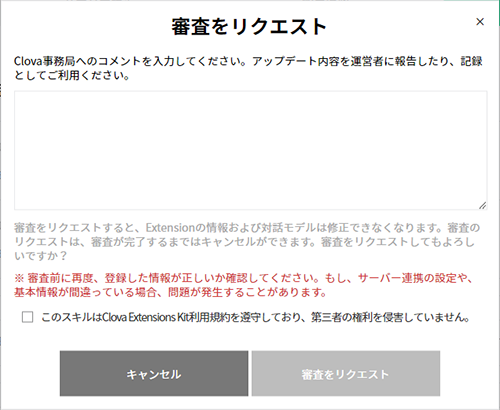 審査をリクエスト
×
Clova事務局へのコメントを入力してください。アップデート内容を運営者に報告したり、記録
としてご利用ください。
審査をリクエストすると、Extensionの情報および対話モデルは修正できなくなります。審査の
リクエストは、審査が完了するまではキャンセルができます。審査をリクエストしてもよろし
いですか？
※ 審査前に再度、登録した情報が正しいか確認してください。もし、サーバー連携の設定や、
基本情報が間違っている場合、問題が発生することがあります。
このスキルはClova Extensions Kit利用規約を遵守しており、第三者の権利を侵害していません。
キャンセル
審査をリクエスト